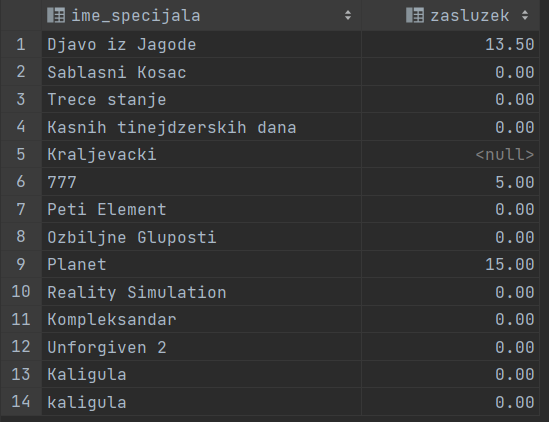 ime_specijala zasluzek
1 Djavo iz Jagode 13.50
2 Sablasni Kosac 0.00
3 Trece stanje 0.00
4 Kasnih tinejdzerskih dana 0.00
5 Kraljevacki <null>
6 777 5.00
7 Peti Element 0.00
8 Ozbiljne Gluposti 0.00
9 Planet 15.00
10 Reality Simulation 0.00
11 Kompleksandar 0.00
12 Unforgiven 2 0.00
13 Kaligula 0.00
14 kaligula 0.00